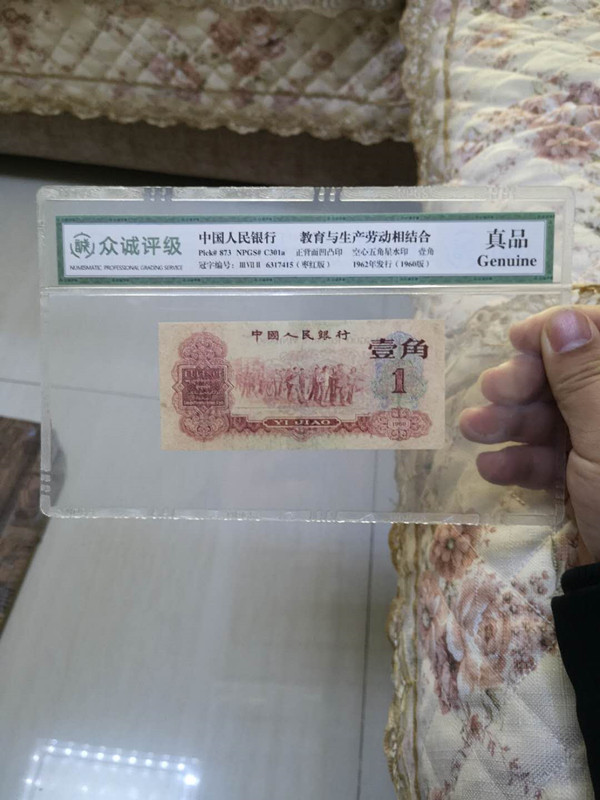 众诚评级
NUMISMATIC PROFESSIONAL GRADING SERVICE
中国人民银行 教育与生产劳动相结合
Pick# 873 NPGS# C301a 正背面凹凸印 空心五角星水印 壹角
冠字编号: III VII II 6317415 (枣红版) 1962年发行 (1960版)
真品
Genuine
中國人民銀行
壹角
1
YI JIAO
1960